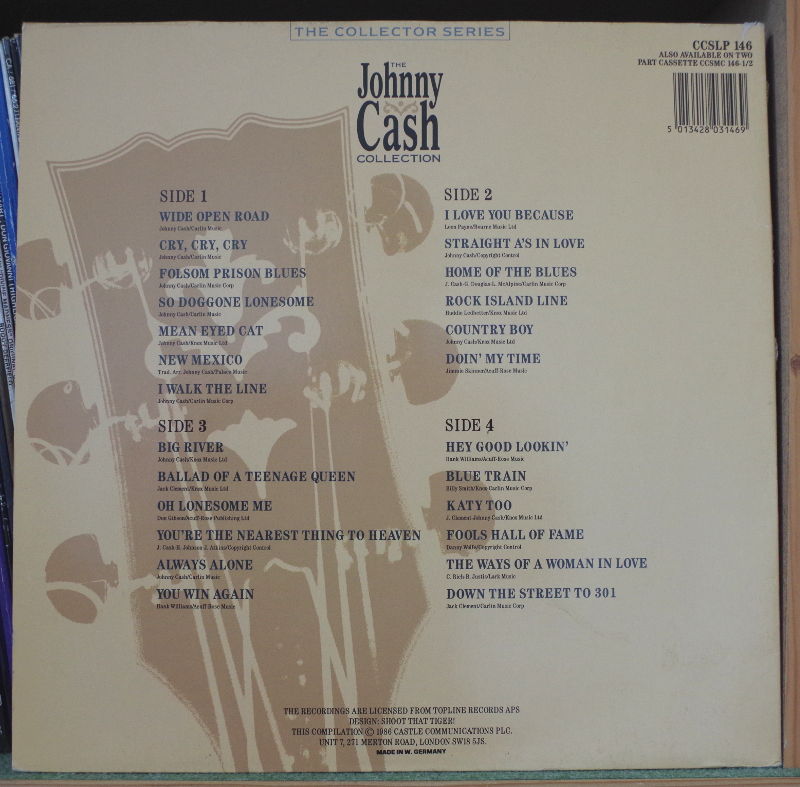 THE COLLECTOR SERIES
CCSLP 146
ALSO AVAILABLE ON TWO
PART CASSETTE CCSMC 146-1/2
5 013428 031469
THE
Johnny
Cash
COLLECTION
SIDE 1
WIDE OPEN ROAD
Johnny Cash/Carlin Music
CRY, CRY, CRY
Johnny Cash/Carlin Music
FOLSOM PRISON BLUES
Johnny Cash/Carlin Music Corp
SO DOGGONE LONESOME
Johnny Cash/Carlin Music
MEAN EYED CAT
Johnny Cash/Knox Music Ltd
NEW MEXICO
Trad. Arr. Johnny Cash/Music
I WALK THE LINE
Johnny Cash/Carlin Music Corp
SIDE 2
I LOVE YOU BECAUSE
Leon Payne/Bourne Music Ltd
STRAIGHT A'S IN LOVE
Johnny Cash/Copyright Control
HOME OF THE BLUES
J. Cash-G. Douglas-L. McAlpine/Carlin Music Corp
ROCK ISLAND LINE
Huddie Ledbetter/Knox Music Ltd
COUNTRY BOY
Johnny Cash/Knox Music Ltd
DOIN' MY TIME
Jimmie Skinner/Acuff-Rose Music
SIDE 3
BIG RIVER
Johnny Cash/Knox Music Ltd
BALLAD OF A TEENAGE QUEEN
Jack Clement/Knox Music Ltd
OH LONESOME ME
Don Gibson/Acuff-Rose Publishing Ltd
YOU'RE THE NEAREST THING TO HEAVEN
J. Cash-H. Johnson-J. Atkins/Copyright Control
ALWAYS ALONE
Johnny Cash/Carlin Music
YOU WIN AGAIN
Hank Williams/Acuff-Rose Music
SIDE 4
HEY GOOD LOOKIN'
Hank Williams/Acuff-Rose Music
BLUE TRAIN
Billy Smith/Knox Carlin Music Corp
KATY TOO
J. Clement-Johnny Cash/Knox Music Ltd
FOOLS HALL OF FAME
Danny Wolfe/Copyright Control
THE WAYS OF A WOMAN IN LOVE
C. Rich-B. Justis/Lark Music
DOWN THE STREET TO 301
Jack Clement/Carlin Music Corp
THE RECORDINGS ARE LICENSED FROM TOPLINE RECORDS APS
DESIGN: SHOOT THAT TIGER!
THIS COMPILATION © 1986 CASTLE COMMUNICATIONS PLC.
UNIT 7, 271 MERTON ROAD, LONDON SW18 5JS.
MADE IN W. GERMANY